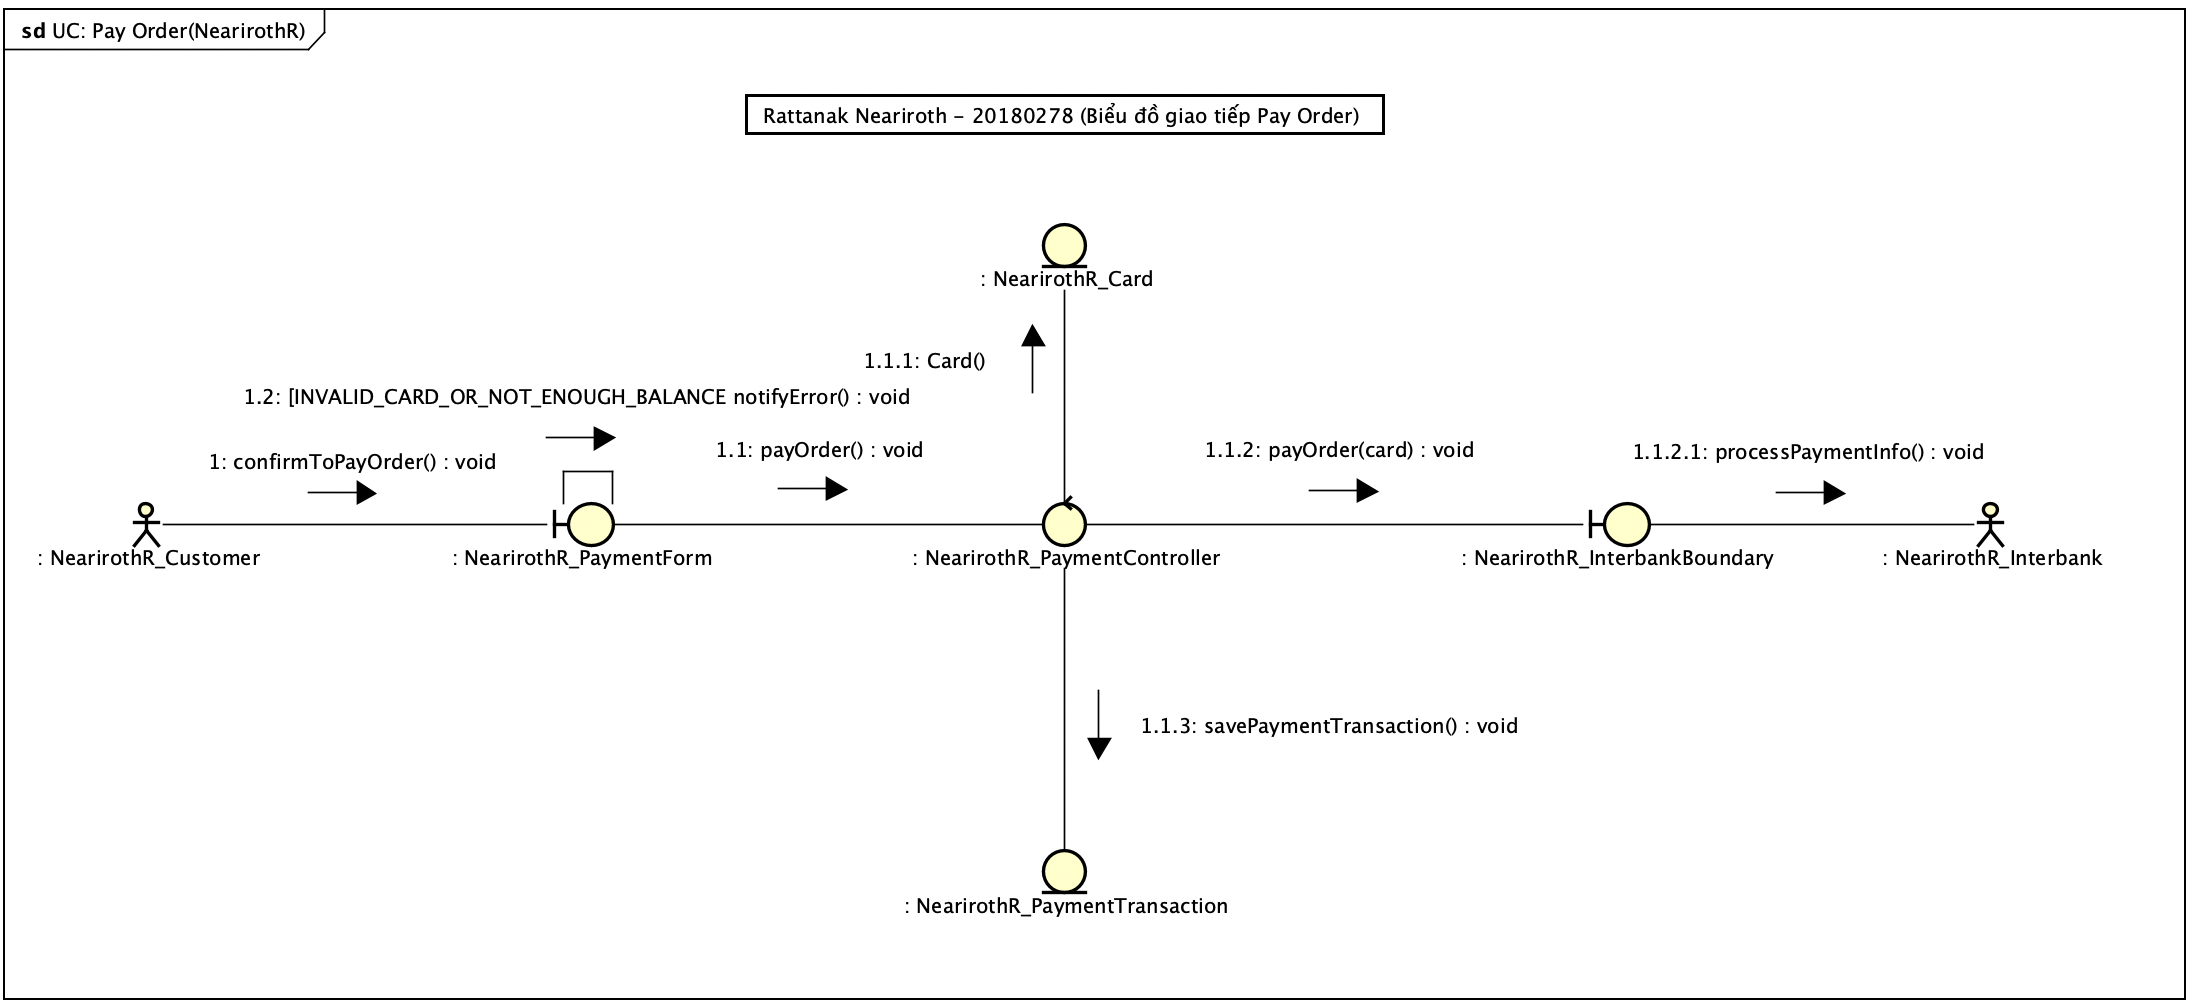 sd UC: Pay Order(NearirothR)
Rattanak Neariroth - 20180278 (Biểu đồ giao tiếp Pay Order)
: NearirothR_Card
1.1.1: Card()
1.2: [INVALID_CARD_OR_NOT_ENOUGH_BALANCE notifyError() : void
1: confirmToPayOrder() : void
1.1: payOrder() : void
1.1.2: payOrder(card) : void
1.1.2.1: processPaymentInfo() : void
: NearirothR_Customer
: NearirothR_PaymentForm
: NearirothR_PaymentController
: NearirothR_InterbankBoundary
: NearirothR_Interbank
1.1.3: savePaymentTransaction() : void
: NearirothR_PaymentTransaction